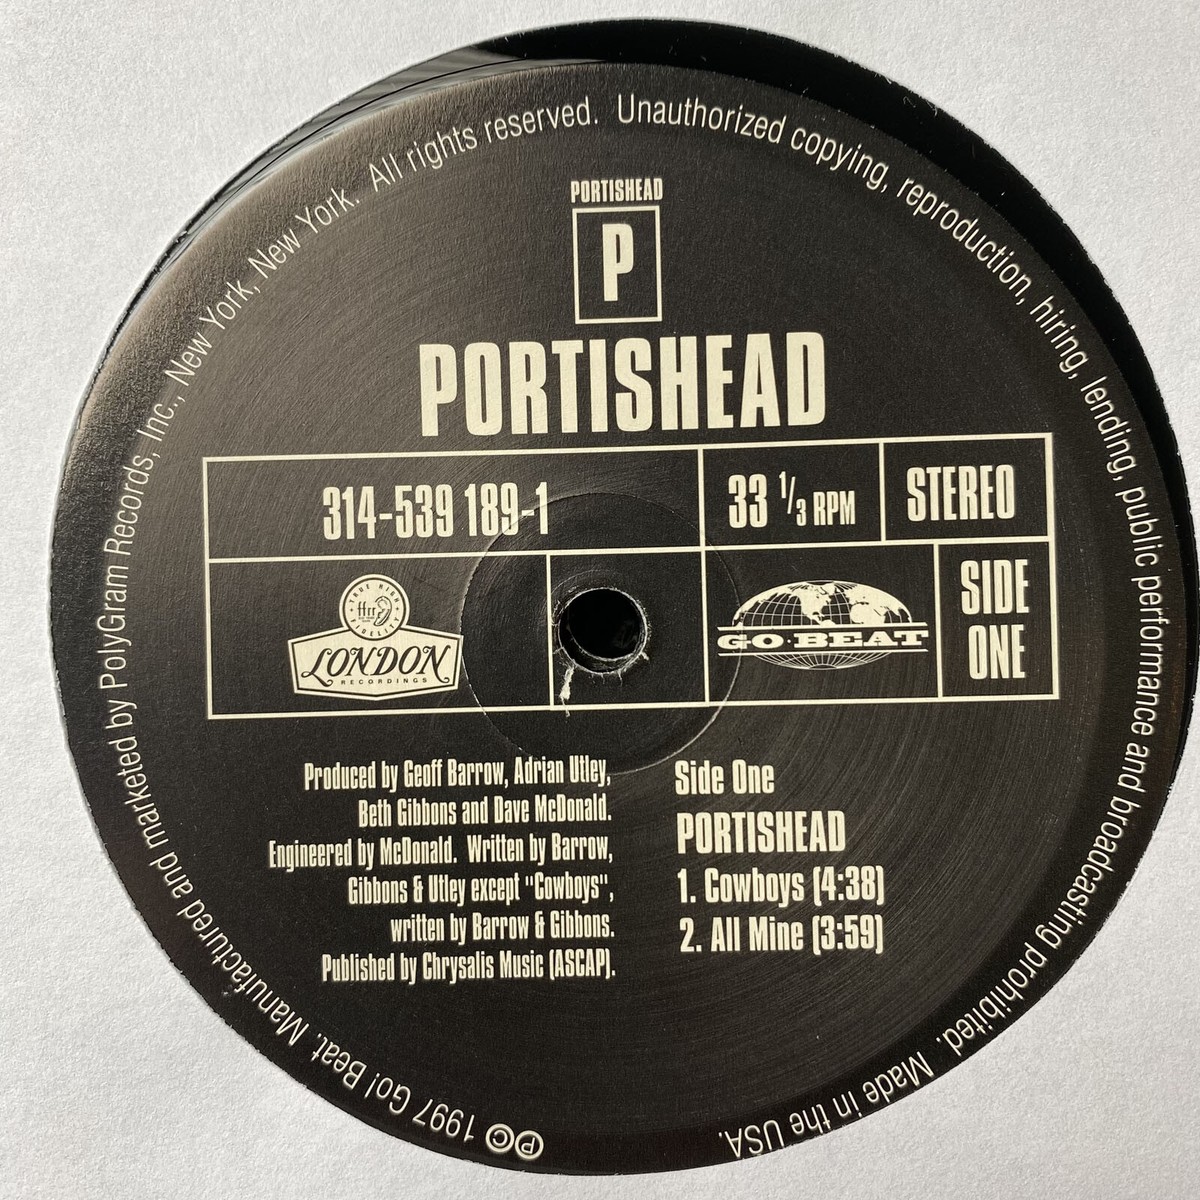 PORTISHEAD
P
PORTISHEAD
314-539 189-1
33 1/3 RPM
STEREO
TRUE HIGH FIDELITY
ffrr
LONDON
RECORDINGS
GO·BEAT
SIDE
ONE
Produced by Geoff Barrow, Adrian Utley,
Beth Gibbons and Dave McDonald.
Engineered by McDonald. Written by Barrow,
Gibbons & Utley except "Cowboys",
written by Barrow & Gibbons.
Published by Chrysalis Music (ASCAP).
Side One
PORTISHEAD
1. Cowboys (4:38)
2. All Mine (3:59)
℗© 1997 Go! Beat. Manufactured and marketed by PolyGram Records, Inc., New York, New York. All rights reserved. Unauthorized copying, reproduction, hiring, lending, public performance and broadcasting prohibited. Made in the USA.